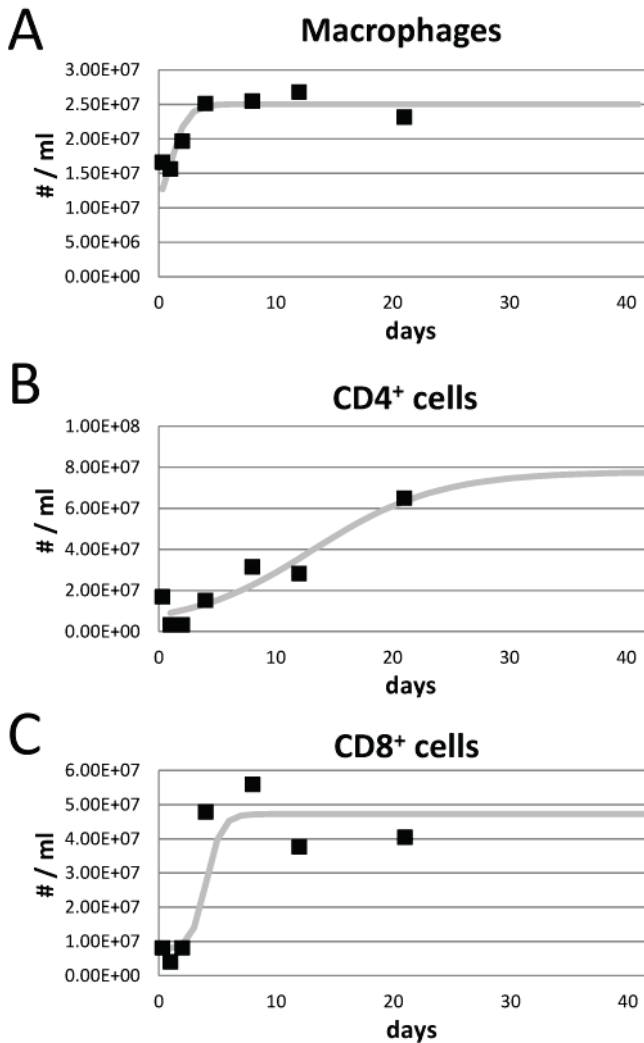 A
Macrophages
3.00E+07
2.50E+07
2.00E+07
1.50E+07
1.00E+07
5.00E+06
0.00E+00
# / ml
0 10 20 30 40
days
B
CD4⁺ cells
1.00E+08
8.00E+07
6.00E+07
4.00E+07
2.00E+07
0.00E+00
# / ml
0 10 20 30 40
days
C
CD8⁺ cells
6.00E+07
5.00E+07
4.00E+07
3.00E+07
2.00E+07
1.00E+07
0.00E+00
# / ml
0 10 20 30 40
days